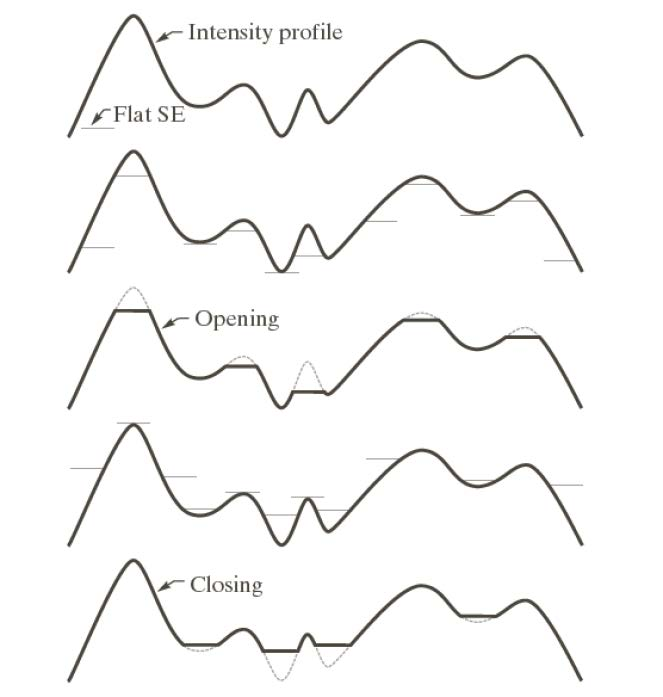 Intensity profile
Flat SE
Opening
Closing